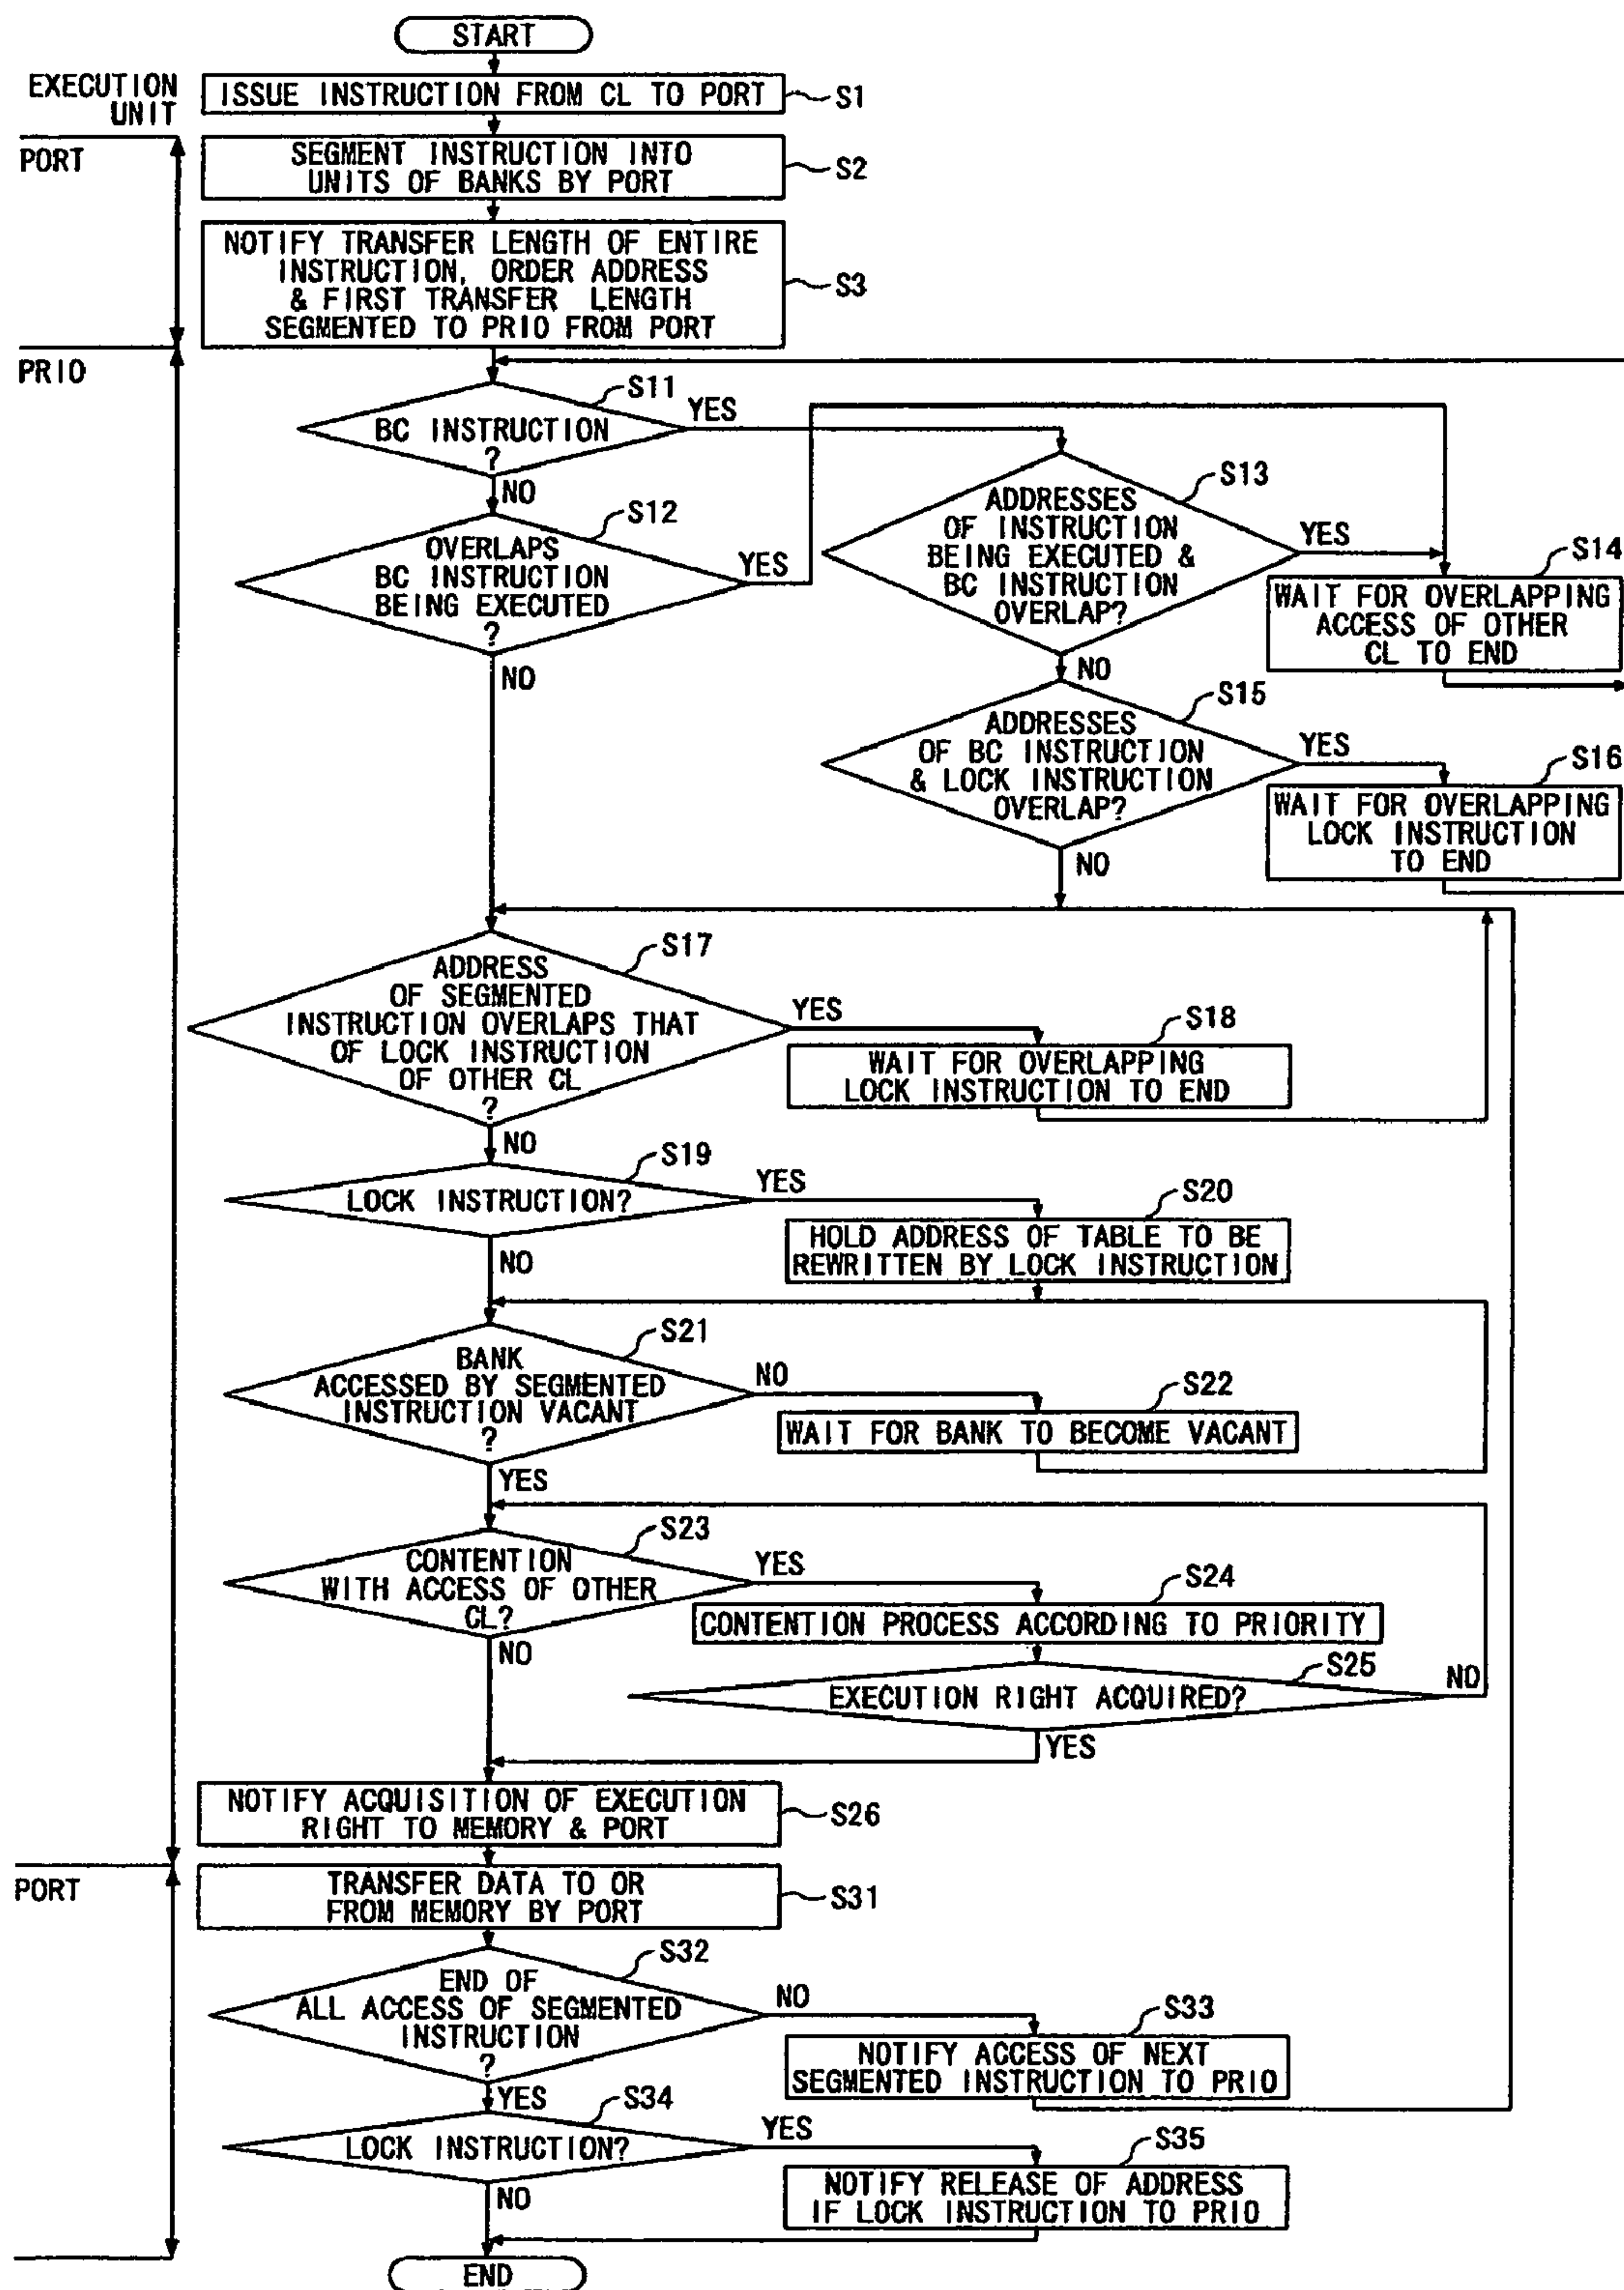 START
EXECUTION
UNIT
ISSUE INSTRUCTION FROM CL TO PORT
S1
PORT
SEGMENT INSTRUCTION INTO
UNITS OF BANKS BY PORT
S2
NOTIFY TRANSFER LENGTH OF ENTIRE
INSTRUCTION, ORDER ADDRESS
& FIRST TRANSFER LENGTH
SEGMENTED TO PRIO FROM PORT
S3
PRIO
S11
BC INSTRUCTION
?
YES
NO
S12
OVERLAPS
BC INSTRUCTION
BEING EXECUTED
?
YES
NO
S13
ADDRESSES
OF INSTRUCTION
BEING EXECUTED &
BC INSTRUCTION
OVERLAP?
YES
NO
S14
WAIT FOR OVERLAPPING
ACCESS OF OTHER
CL TO END
S15
ADDRESSES
OF BC INSTRUCTION
& LOCK INSTRUCTION
OVERLAP?
YES
NO
S16
WAIT FOR OVERLAPPING
LOCK INSTRUCTION
TO END
S17
ADDRESS
OF SEGMENTED
INSTRUCTION OVERLAPS THAT
OF LOCK INSTRUCTION
OF OTHER CL
?
YES
NO
S18
WAIT FOR OVERLAPPING
LOCK INSTRUCTION TO END
S19
LOCK INSTRUCTION?
YES
NO
S20
HOLD ADDRESS OF TABLE TO BE
REWRITTEN BY LOCK INSTRUCTION
S21
BANK
ACCESSED BY SEGMENTED
INSTRUCTION VACANT
?
NO
YES
S22
WAIT FOR BANK TO BECOME VACANT
S23
CONTENTION
WITH ACCESS OF OTHER
CL?
YES
NO
S24
CONTENTION PROCESS ACCORDING TO PRIORITY
S25
EXECUTION RIGHT ACQUIRED?
NO
YES
NOTIFY ACQUISITION OF EXECUTION
RIGHT TO MEMORY & PORT
S26
PORT
TRANSFER DATA TO OR
FROM MEMORY BY PORT
S31
S32
END OF
ALL ACCESS OF SEGMENTED
INSTRUCTION
?
NO
YES
S33
NOTIFY ACCESS OF NEXT
SEGMENTED INSTRUCTION TO PRIO
S34
LOCK INSTRUCTION?
YES
NO
S35
NOTIFY RELEASE OF ADDRESS
IF LOCK INSTRUCTION TO PRIO
END